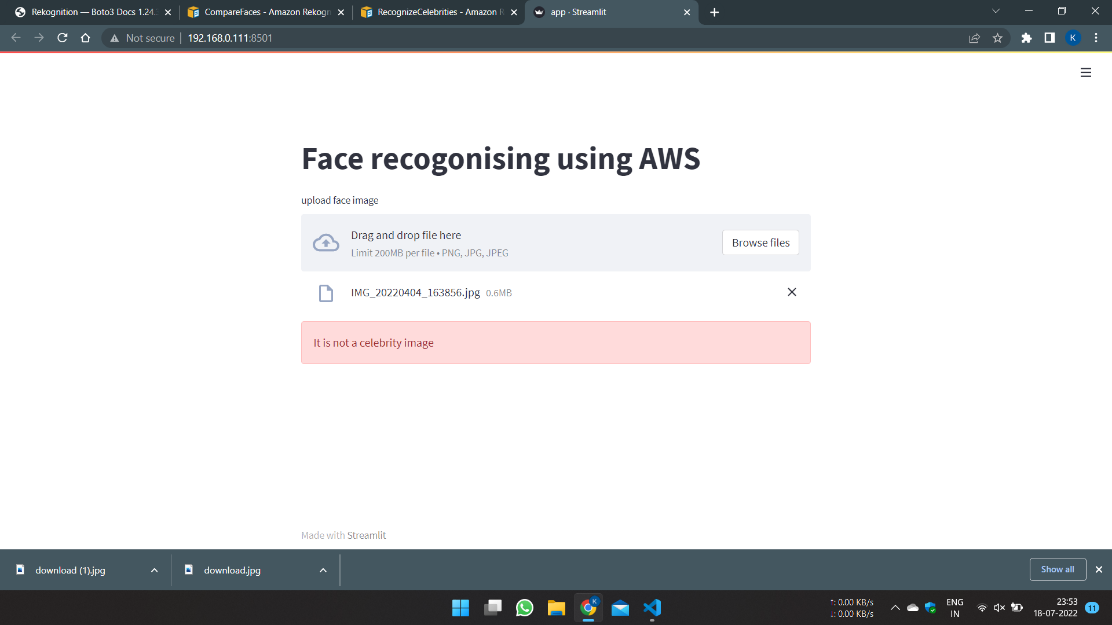 Rekognition — Boto3 Docs 1.24.
CompareFaces - Amazon Rekogn
RecognizeCelebrities - Amazon R
app · Streamlit
Not secure
192.168.0.111:8501
K
Face recogonising using AWS
upload face image
Drag and drop file here
Limit 200MB per file • PNG, JPG, JPEG
Browse files
IMG_20220404_163856.jpg 0.6MB
It is not a celebrity image
Made with Streamlit
download (1).jpg
download.jpg
Show all
K
0.00 KB/s
0.00 KB/s
ENG
IN
23:53
18-07-2022
11